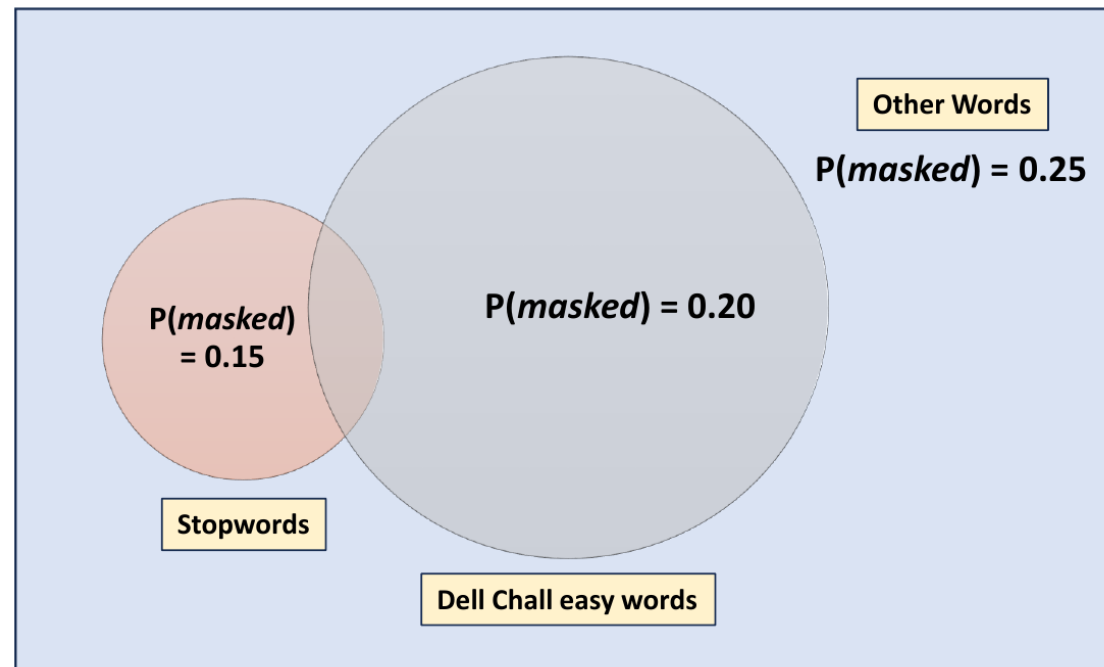 Other Words
P(masked) = 0.25
P(masked) = 0.20
P(masked)
= 0.15
Stopwords
Dell Chall easy words